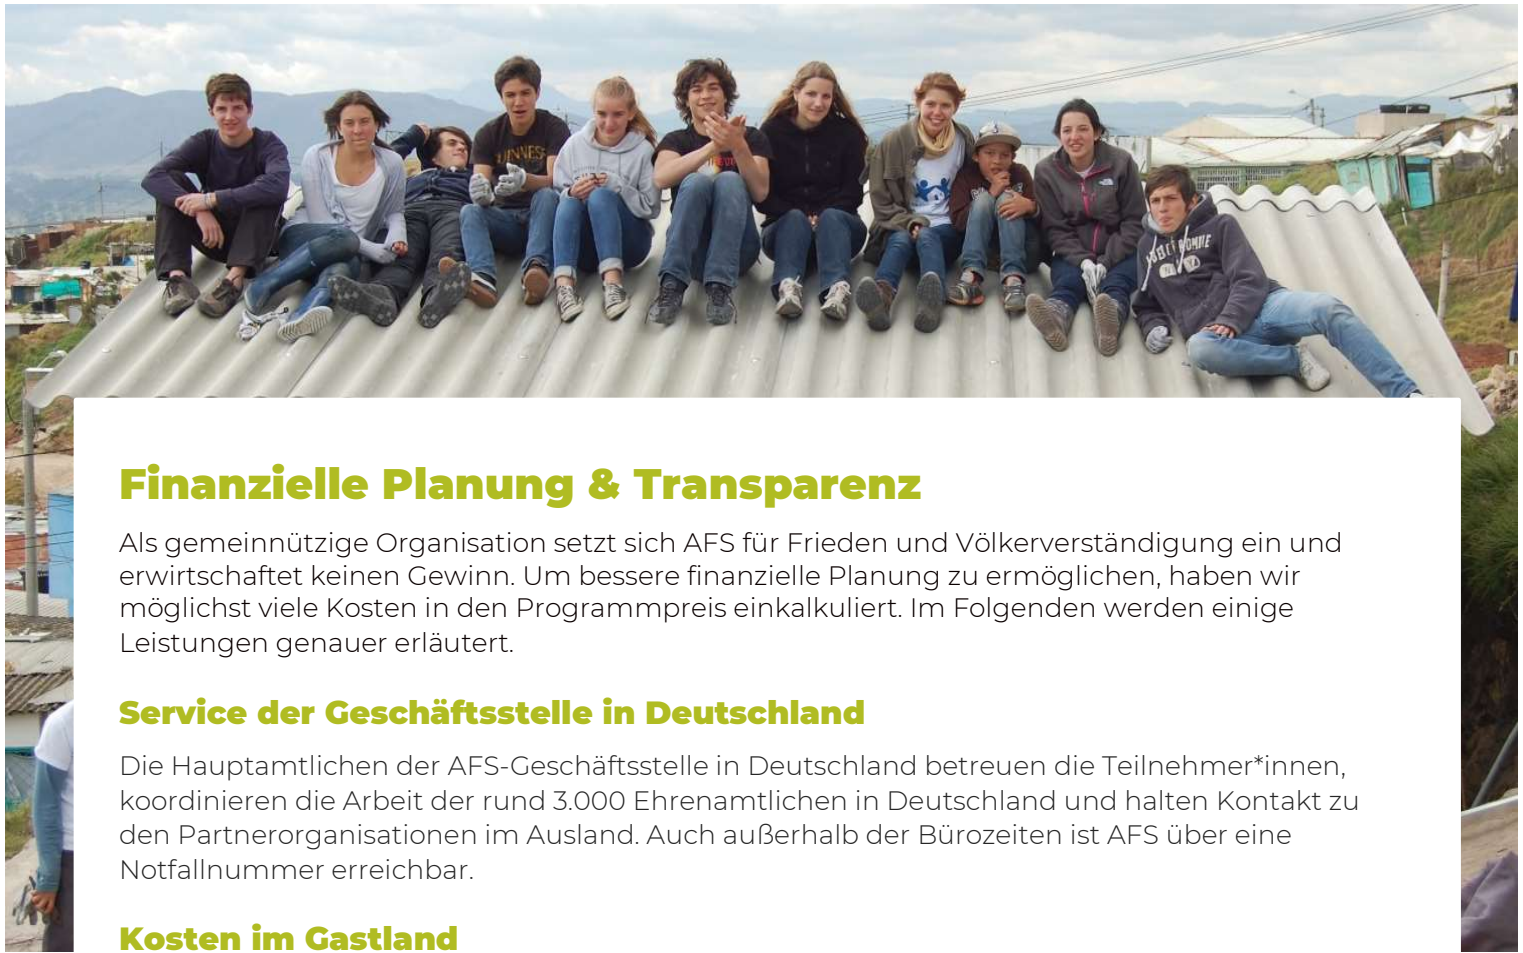 GUINNESS
Finanzielle Planung & Transparenz
Als gemeinnützige Organisation setzt sich AFS für Frieden und Völkerverständigung ein und
erwirtschaftet keinen Gewinn. Um bessere finanzielle Planung zu ermöglichen, haben wir
möglichst viele Kosten in den Programmpreis einkalkuliert. Im Folgenden werden einige
Leistungen genauer erläutert.
Service der Geschäftsstelle in Deutschland
Die Hauptamtlichen der AFS-Geschäftsstelle in Deutschland betreuen die Teilnehmer*innen,
koordinieren die Arbeit der rund 3.000 Ehrenamtlichen in Deutschland und halten Kontakt zu
den Partnerorganisationen im Ausland. Auch außerhalb der Bürozeiten ist AFS über eine
Notfallnummer erreichbar.
Kosten im Gastland